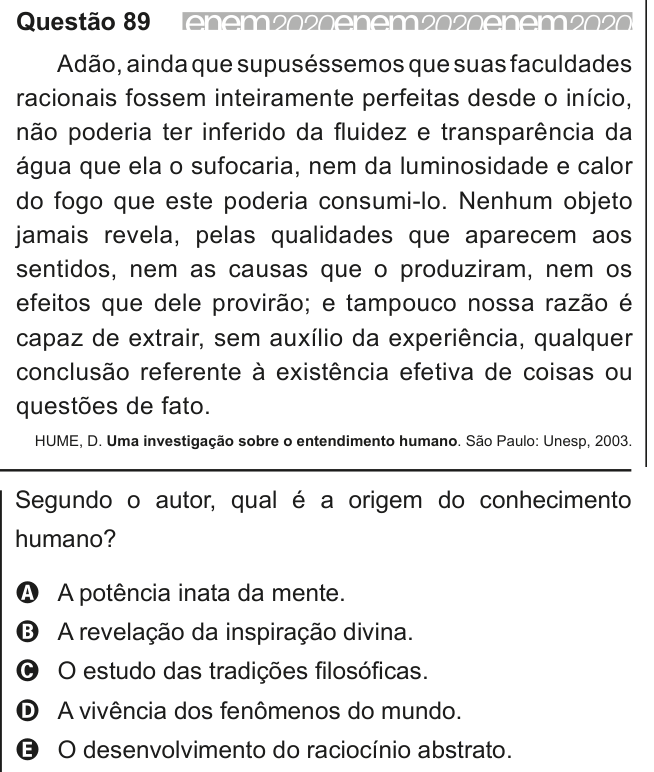 Questão 89 enem2020enem2020enem2020
Adão, ainda que supuséssemos que suas faculdades
racionais fossem inteiramente perfeitas desde o início,
não poderia ter inferido da fluidez e transparência da
água que ela o sufocaria, nem da luminosidade e calor
do fogo que este poderia consumi-lo. Nenhum objeto
jamais revela, pelas qualidades que aparecem aos
sentidos, nem as causas que o produziram, nem os
efeitos que dele provirão; e tampouco nossa razão é
capaz de extrair, sem auxílio da experiência, qualquer
conclusão referente à existência efetiva de coisas ou
questões de fato.
HUME, D. Uma investigação sobre o entendimento humano. São Paulo: Unesp, 2003.
Segundo o autor, qual é a origem do conhecimento
humano?
A A potência inata da mente.
B A revelação da inspiração divina.
C O estudo das tradições filosóficas.
D A vivência dos fenômenos do mundo.
E O desenvolvimento do raciocínio abstrato.